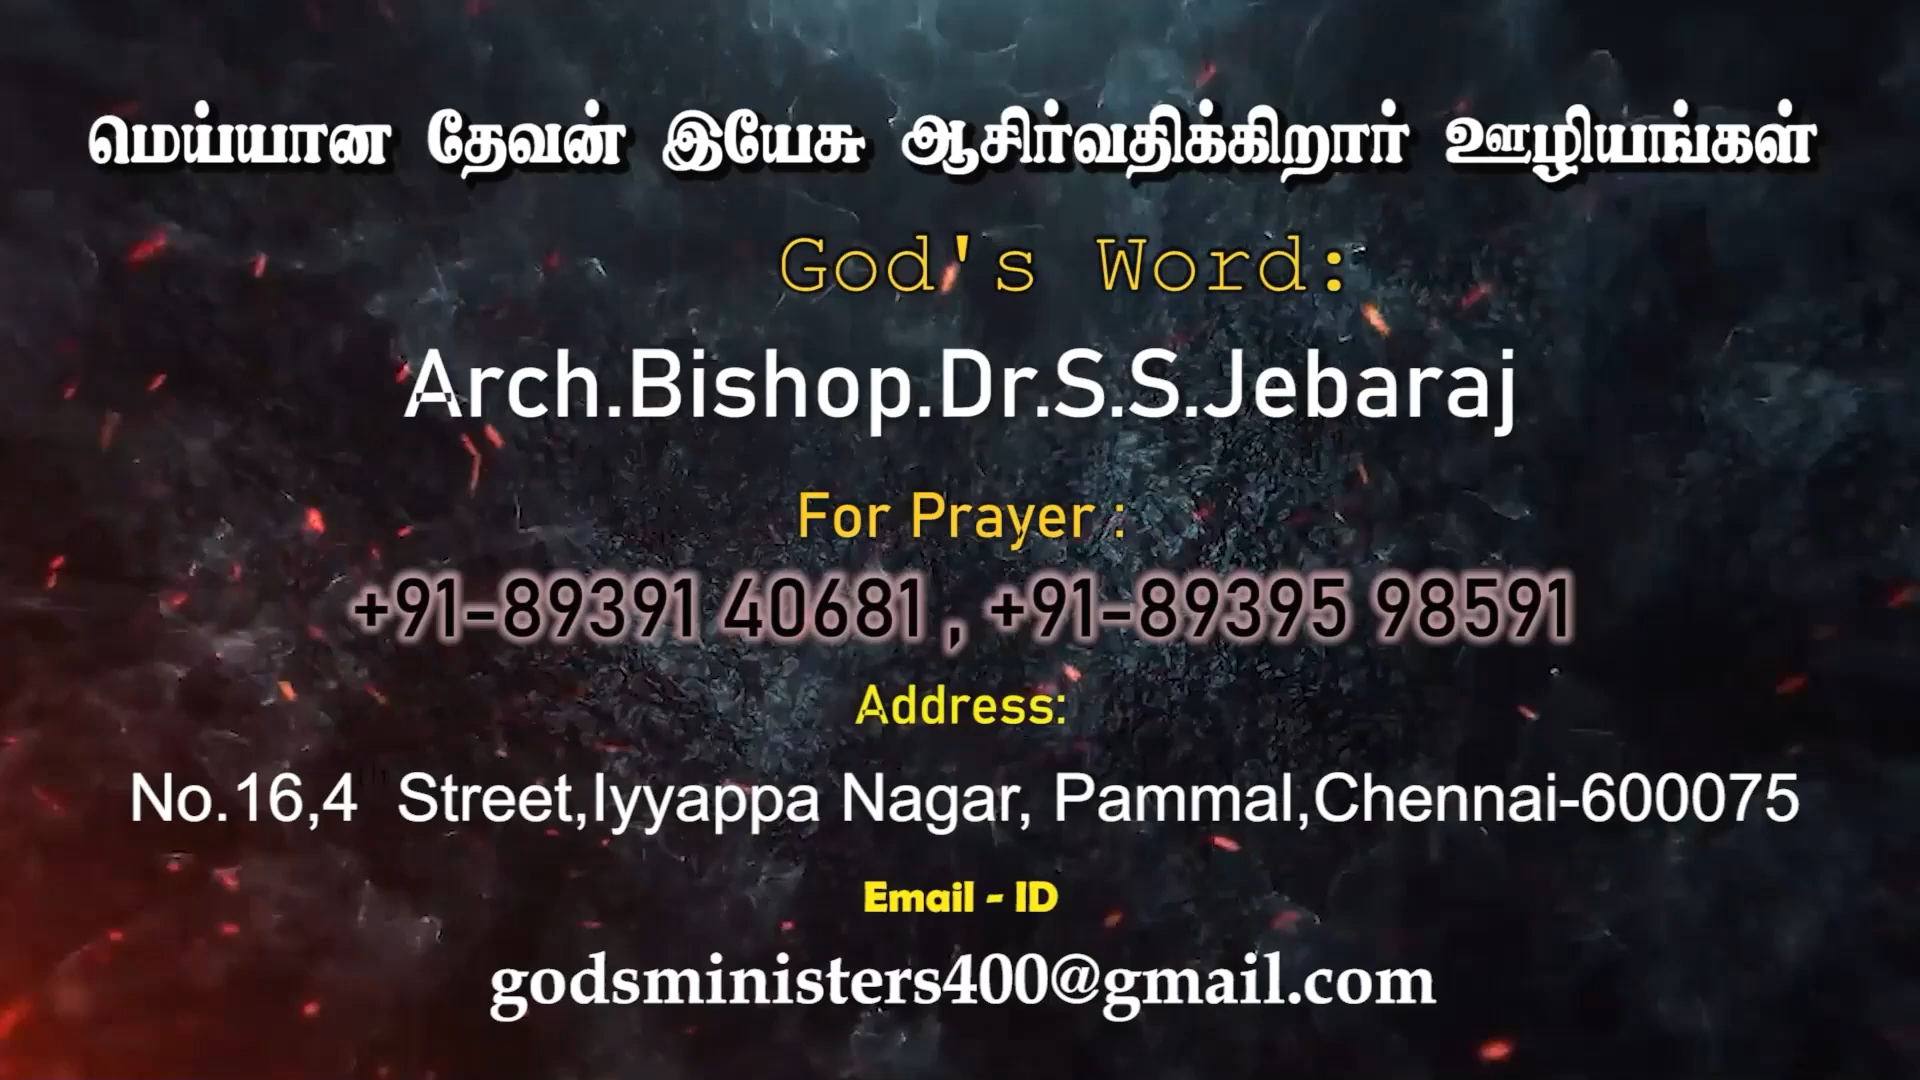 மெய்யான தேவன் இயேசு ஆசிர்வதிக்கிறார் ஊழியங்கள்
God's Word:
Arch.Bishop.Dr.S.S.Jebaraj
For Prayer :
+91-89391 40681 , +91-89395 98591
Address:
No.16,4th Street,Iyyappa Nagar, Pammal,Chennai-600075
Email - ID
godsministers400@gmail.com